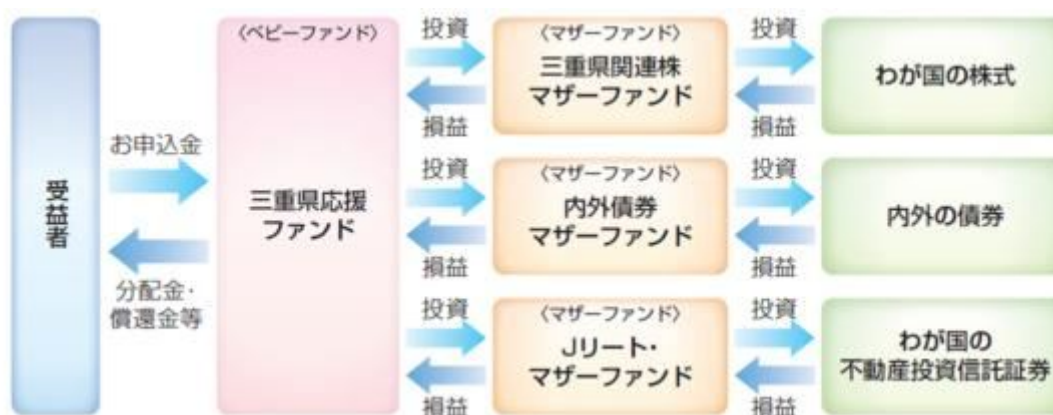 受益者
お申込金
分配金・
償還金等
〈ベビーファンド〉
三重県応援
ファンド
投資
損益
〈マザーファンド〉
三重県関連株
マザーファンド
投資
損益
わが国の株式
投資
損益
〈マザーファンド〉
内外債券
マザーファンド
投資
損益
内外の債券
投資
損益
〈マザーファンド〉
Jリート・
マザーファンド
投資
損益
わが国の
不動産投資信託証券